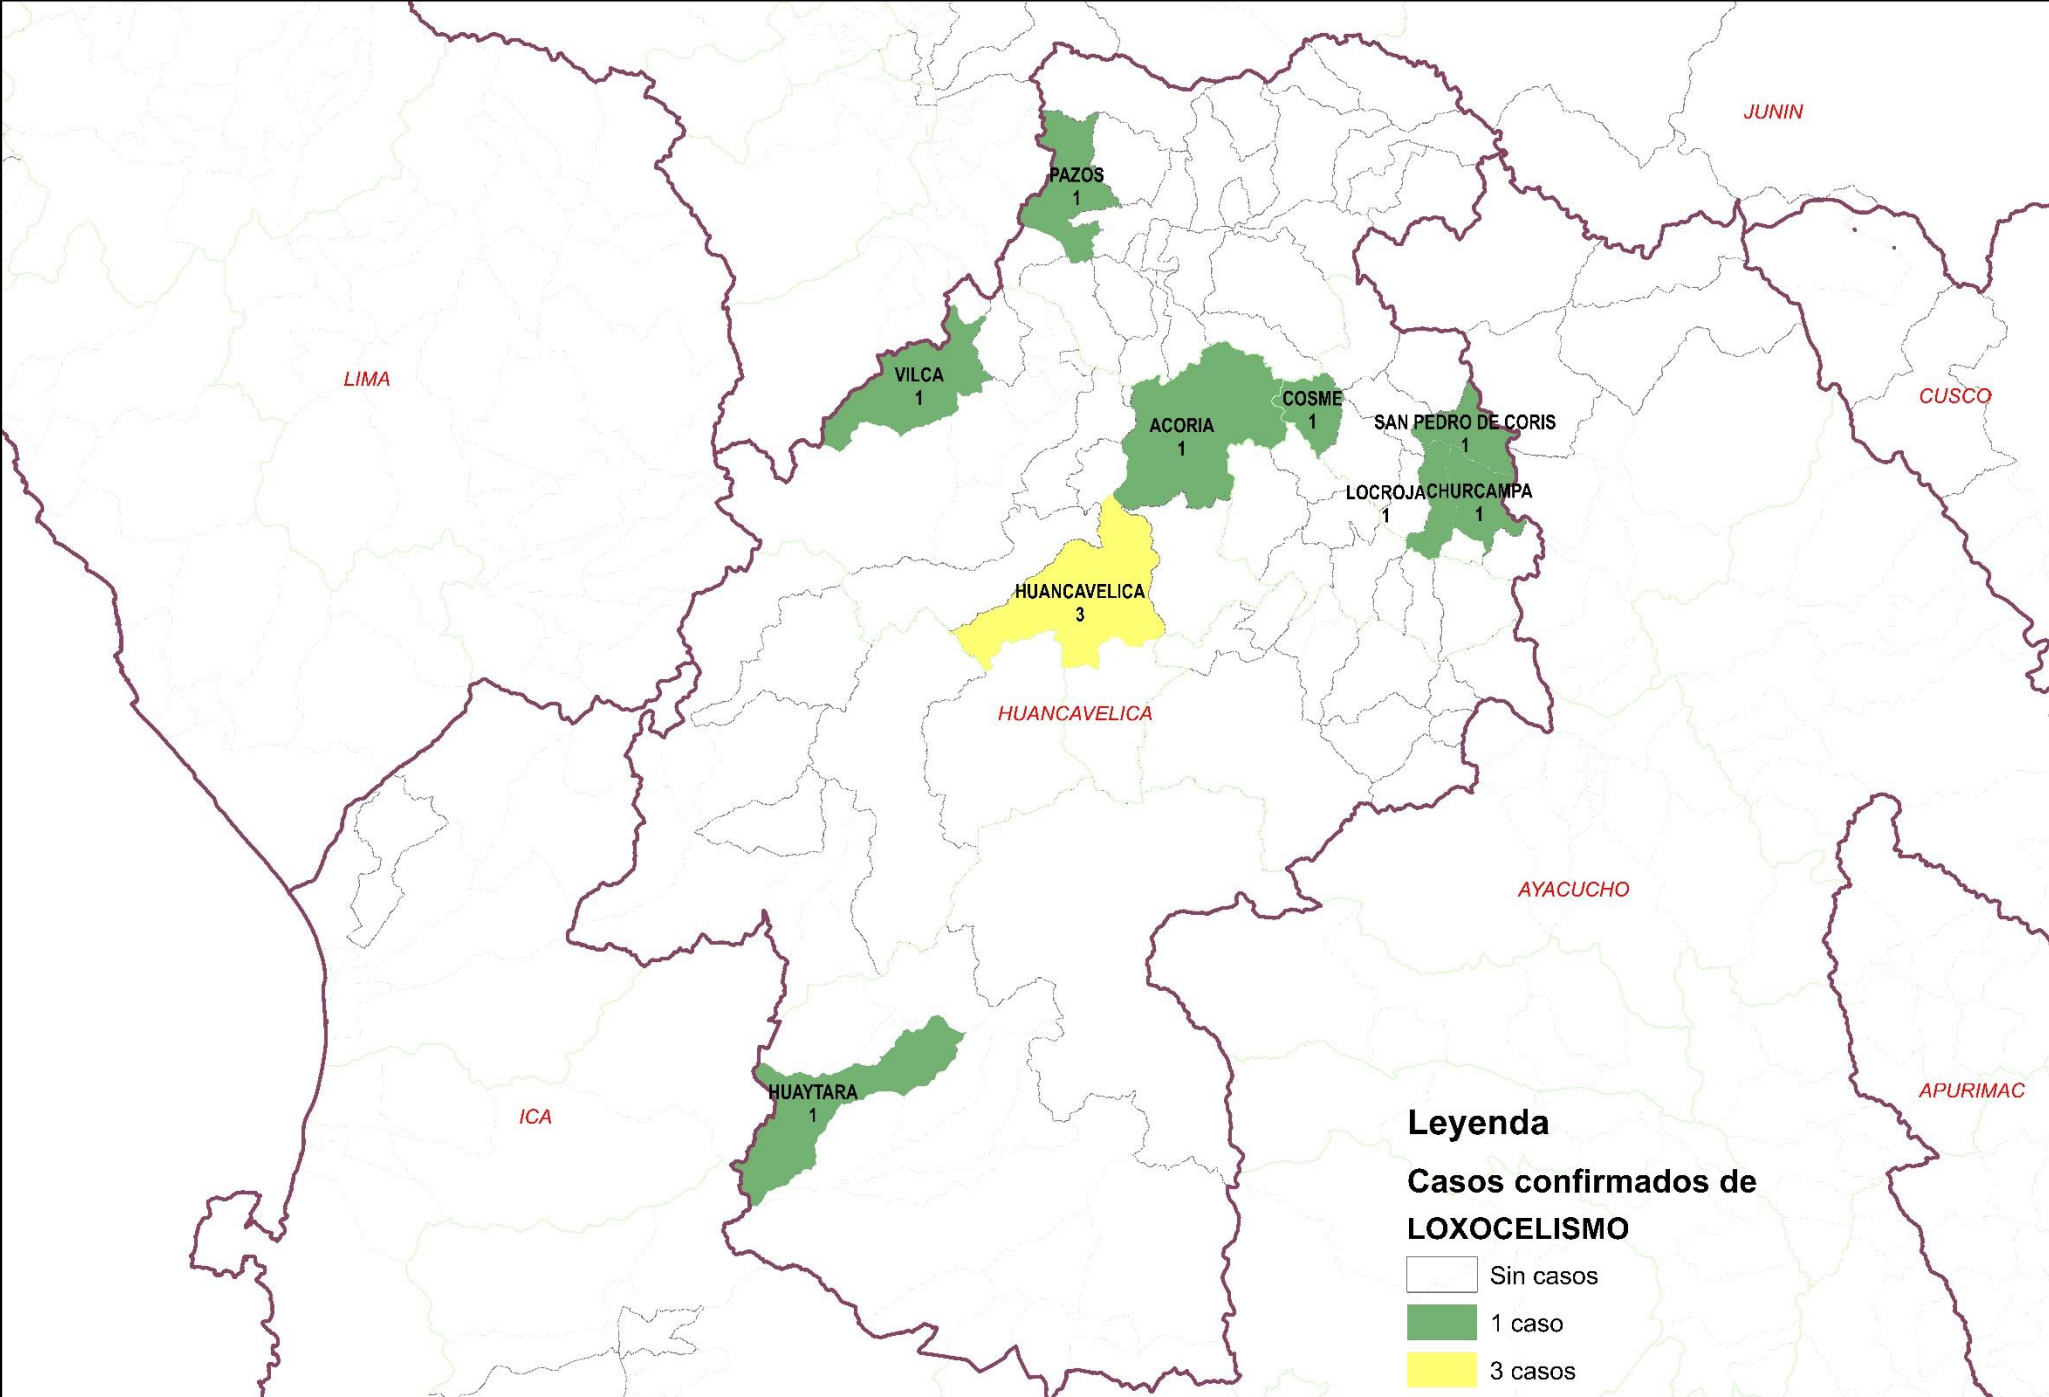 JUNIN
PAZOS
1
LIMA
VILCA
1
CUSCO
COSME
1
ACORIA
1
SAN PEDRO DE CORIS
1
LOCROJA
1
CHURCAMPA
1
HUANCAVELICA
3
HUANCAVELICA
AYACUCHO
HUAYTARA
1
ICA
APURIMAC
Leyenda
Casos confirmados de
LOXOCELISMO
Sin casos
1 caso
3 casos